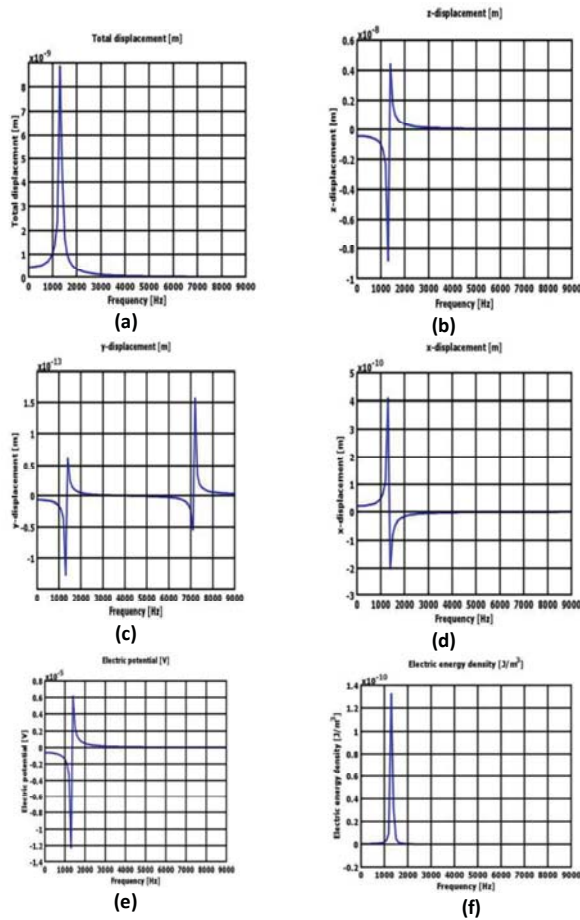 Total displacement [m]
x10^-9
9
8
7
6
5
4
3
2
1
0
Total displacement [m]
0 1000 2000 3000 4000 5000 6000 7000 8000 9000
Frequency [Hz]
(a)
z-displacement [m]
x10^-8
0.6
0.4
0.2
0
-0.2
-0.4
-0.6
-0.8
-1
z-displacement [m]
0 1000 2000 3000 4000 5000 6000 7000 8000 9000
Frequency [Hz]
(b)
y-displacement [m]
x10^-13
1.5
1
0.5
0
-0.5
-1
y-displacement [m]
0 1000 2000 3000 4000 5000 6000 7000 8000 9000
Frequency [Hz]
(c)
x-displacement [m]
x10^-10
5
4
3
2
1
0
-1
-2
-3
x-displacement [m]
0 1000 2000 3000 4000 5000 6000 7000 8000 9000
Frequency [Hz]
(d)
Electric potential [V]
x10^-5
0.8
0.6
0.4
0.2
0
-0.2
-0.4
-0.6
-0.8
-1
-1.2
-1.4
Electric potential [V]
0 1000 2000 3000 4000 5000 6000 7000 8000 9000
Frequency [Hz]
(e)
Electric energy density [J/m³]
x10^-10
1.4
1.2
1
0.8
0.6
0.4
0.2
0
-0.2
Electric energy density [J/m³]
0 1000 2000 3000 4000 5000 6000 7000 8000 9000
Frequency [Hz]
(f)